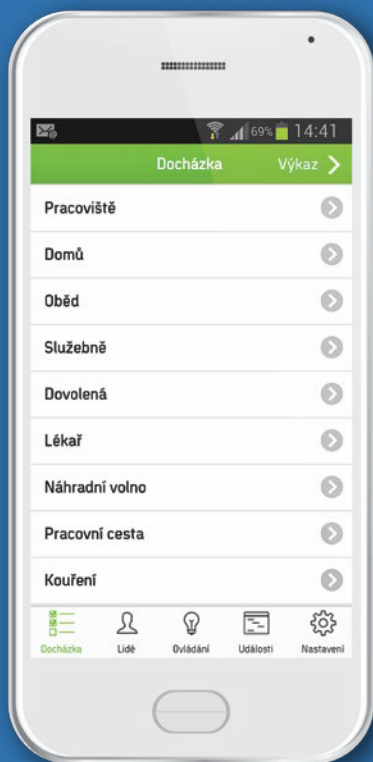 69% 14:41
Docházka Výkaz
Pracoviště
Domů
Oběd
Služebně
Dovolená
Lékař
Náhradní volno
Pracovní cesta
Kouření
Docházka Lidé Ovládání Události Nastavení